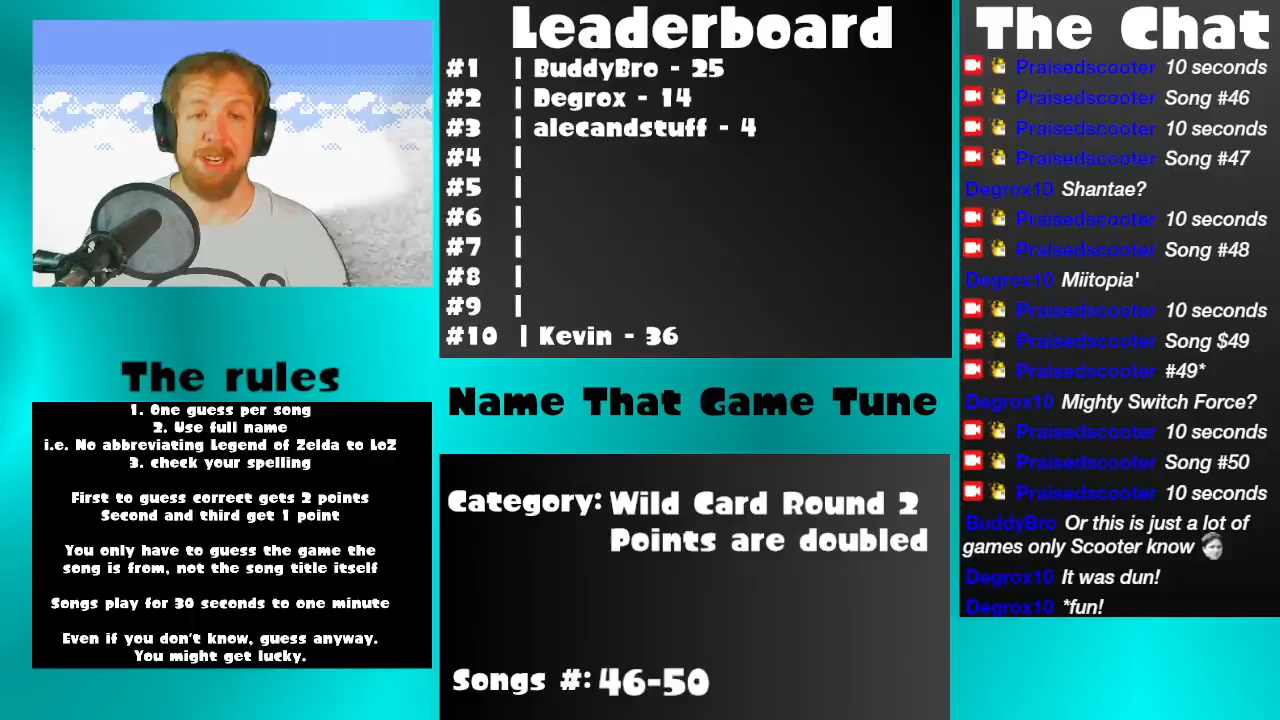 Leaderboard
#1 | BuddyBro - 25
#2 | Degrox - 14
#3 | alecandstuff - 4
#4 |
#5 |
#6 |
#7 |
#8 |
#9 |
#10 | Kevin - 36
The rules
1. One guess per song
2. Use full name
i.e. No abbreviating Legend of Zelda to LoZ
3. check your spelling
First to guess correct gets 2 points
Second and third get 1 point
You only have to guess the game the
song is from, not the song title itself
Songs play for 30 seconds to one minute
Even if you don't know, guess anyway.
You might get lucky.
Name That Game Tune
Category: Wild Card Round 2
Points are doubled
Songs #: 46-50
The Chat
Praisedscooter 10 seconds
Praisedscooter Song #46
Praisedscooter 10 seconds
Praisedscooter Song #47
Degrox10 Shantae?
Praisedscooter 10 seconds
Praisedscooter Song #48
Degrox10 Miitopia'
Praisedscooter 10 seconds
Praisedscooter Song $49
Praisedscooter #49*
Degrox10 Mighty Switch Force?
Praisedscooter 10 seconds
Praisedscooter Song #50
Praisedscooter 10 seconds
BuddyBro Or this is just a lot of
games only Scooter know
Degrox10 It was dun!
Degrox10 *fun!